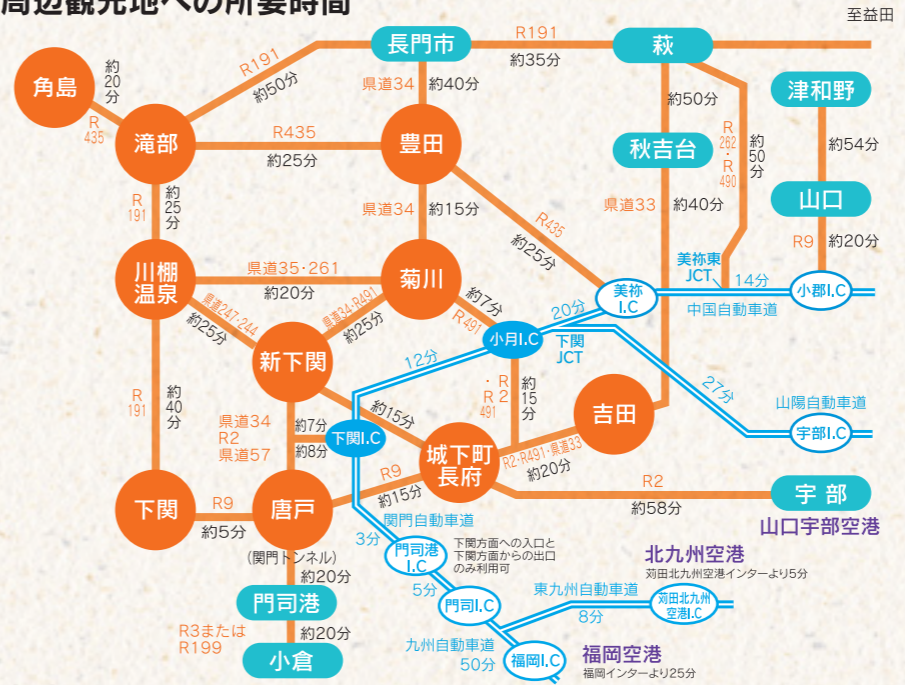 周辺観光地への所要時間
至益田
長門市
R191
約35分
萩
R191
約50分
角島
約20分
R435
滝部
R435
約25分
県道34
約40分
豊田
約50分
R262・R490
約50分
秋吉台
津和野
約54分
山口
R9
約20分
R191
約25分
県道34
約15分
R435
約25分
県道33
約40分
美祢東
JCT
14分
小郡I.C
中国自動車道
川棚
温泉
県道35・261
約20分
菊川
約7分
R491
美祢
I.C
20分
小月I.C
下関
JCT
県道247・244
約25分
県道34・R491
約25分
新下関
12分
27分
山陽自動車道
宇部I.C
R191
約40分
県道34
R2
県道57
約7分
約8分
下関I.C
約15分
R2・R491
約15分
吉田
城下町
長府
R2・R491・県道33
約20分
R2
約58分
宇部
山口宇部空港
下関
R9
約5分
唐戸
R9
約15分
(関門トンネル)
約20分
門司港
R3または
R199
約20分
小倉
関門自動車道
3分
門司港
I.C
下関方面への入口と
下関方面からの出口
のみ利用可
5分
門司I.C
東九州自動車道
8分
北九州空港
苅田北九州空港インターより5分
苅田北九州
空港I.C
九州自動車道
50分
福岡I.C
福岡空港
福岡インターより25分